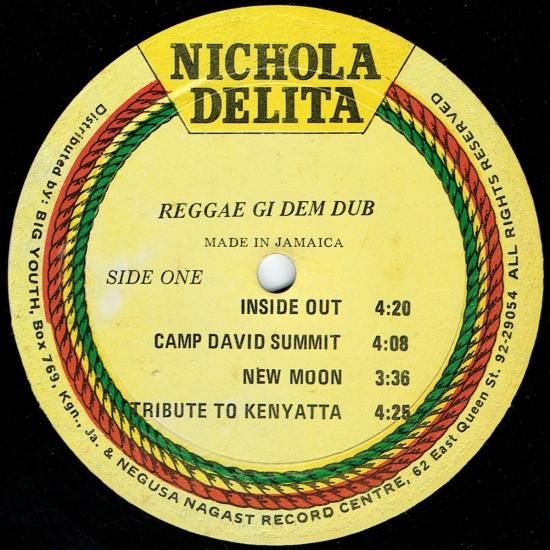 NICHOLA
DELITA
REGGAE GI DEM DUB
MADE IN JAMAICA
SIDE ONE
INSIDE OUT 4:20
CAMP DAVID SUMMIT 4:08
NEW MOON 3:36
TRIBUTE TO KENYATTA 4:25
Distributed by: BIG YOUTH, Box 769, Kgn., Ja. & NEGUSA NAGAST RECORD CENTRE, 62 East Queen St. 92-29054 ALL RIGHTS RESERVED